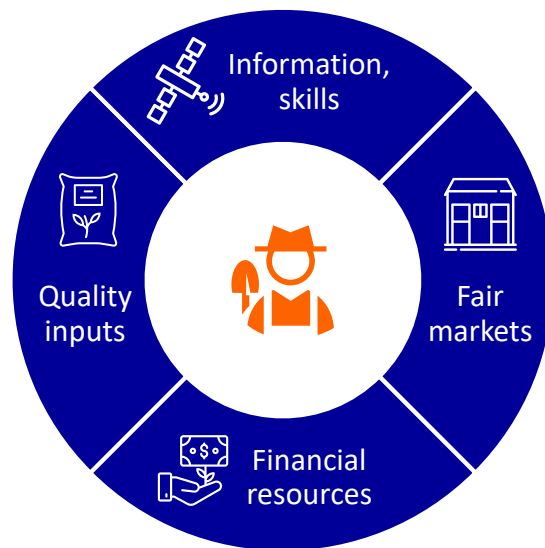 Information,
skills
Quality
inputs
Fair
markets
Financial
resources
$